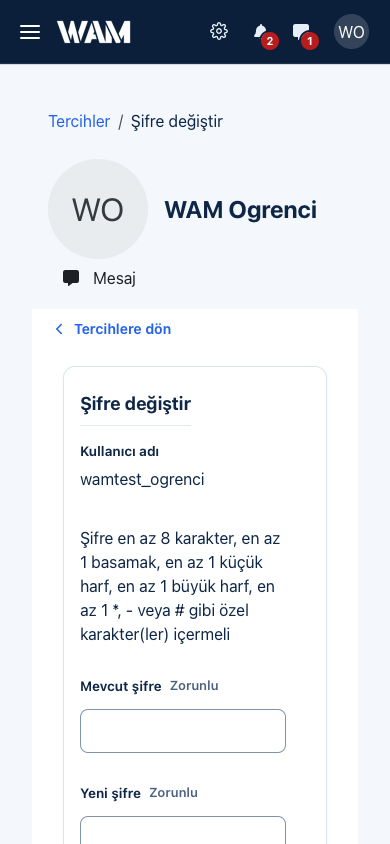 WAM
2
1
WO
Tercihler / Şifre değiştir
WO
WAM Ogrenci
Mesaj
Tercihlere dön
Şifre değiştir
Kullanıcı adı
wamtest_ogrenci
Şifre en az 8 karakter, en az
1 basamak, en az 1 küçük
harf, en az 1 büyük harf, en
az 1 *, - veya # gibi özel
karakter(ler) içermeli
Mevcut şifre Zorunlu
Yeni şifre Zorunlu